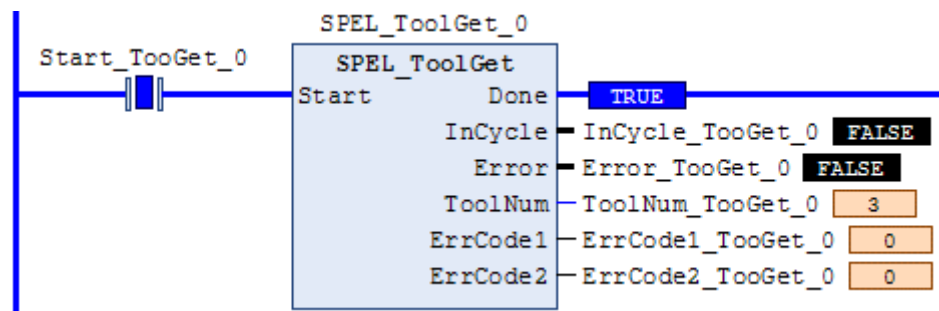 SPEL_ToolGet_0
Start_TooGet_0
SPEL_ToolGet
Start Done TRUE
InCycle InCycle_TooGet_0 FALSE
Error Error_TooGet_0 FALSE
ToolNum ToolNum_TooGet_0 3
ErrCode1 ErrCode1_TooGet_0 0
ErrCode2 ErrCode2_TooGet_0 0